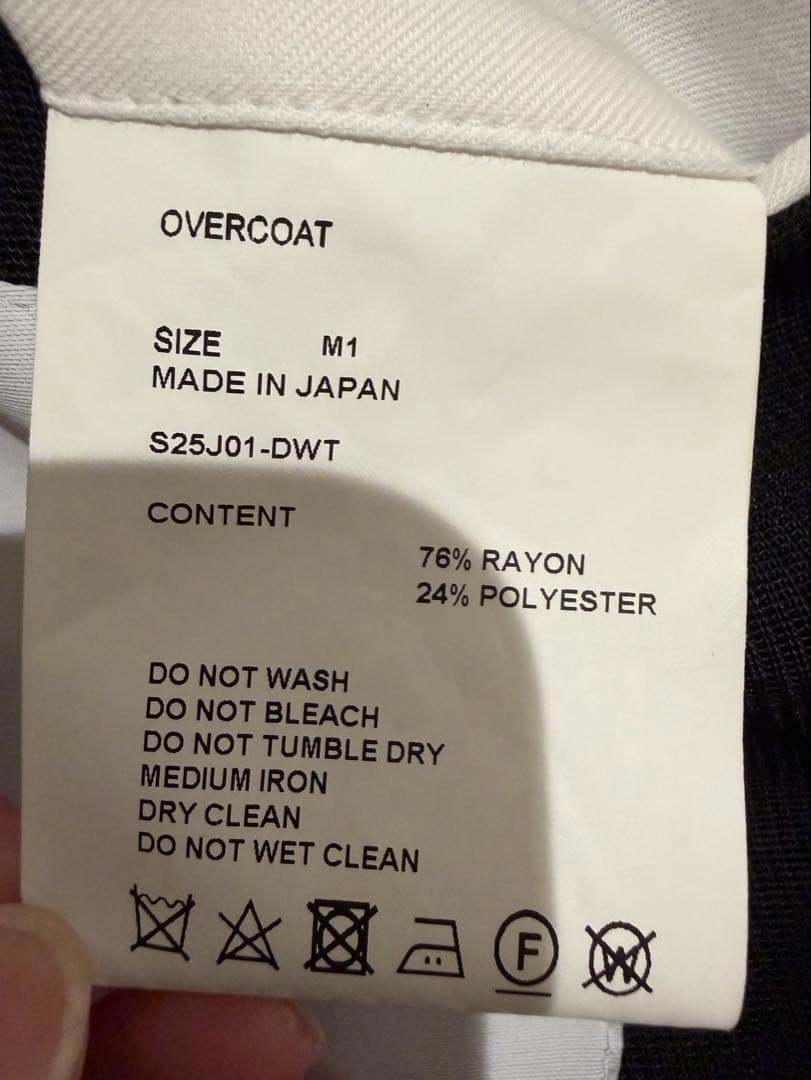 OVERCOAT
SIZE M1
MADE IN JAPAN
S25J01-DWT
CONTENT
76% RAYON
24% POLYESTER
DO NOT WASH
DO NOT BLEACH
DO NOT TUMBLE DRY
MEDIUM IRON
DRY CLEAN
DO NOT WET CLEAN
F W